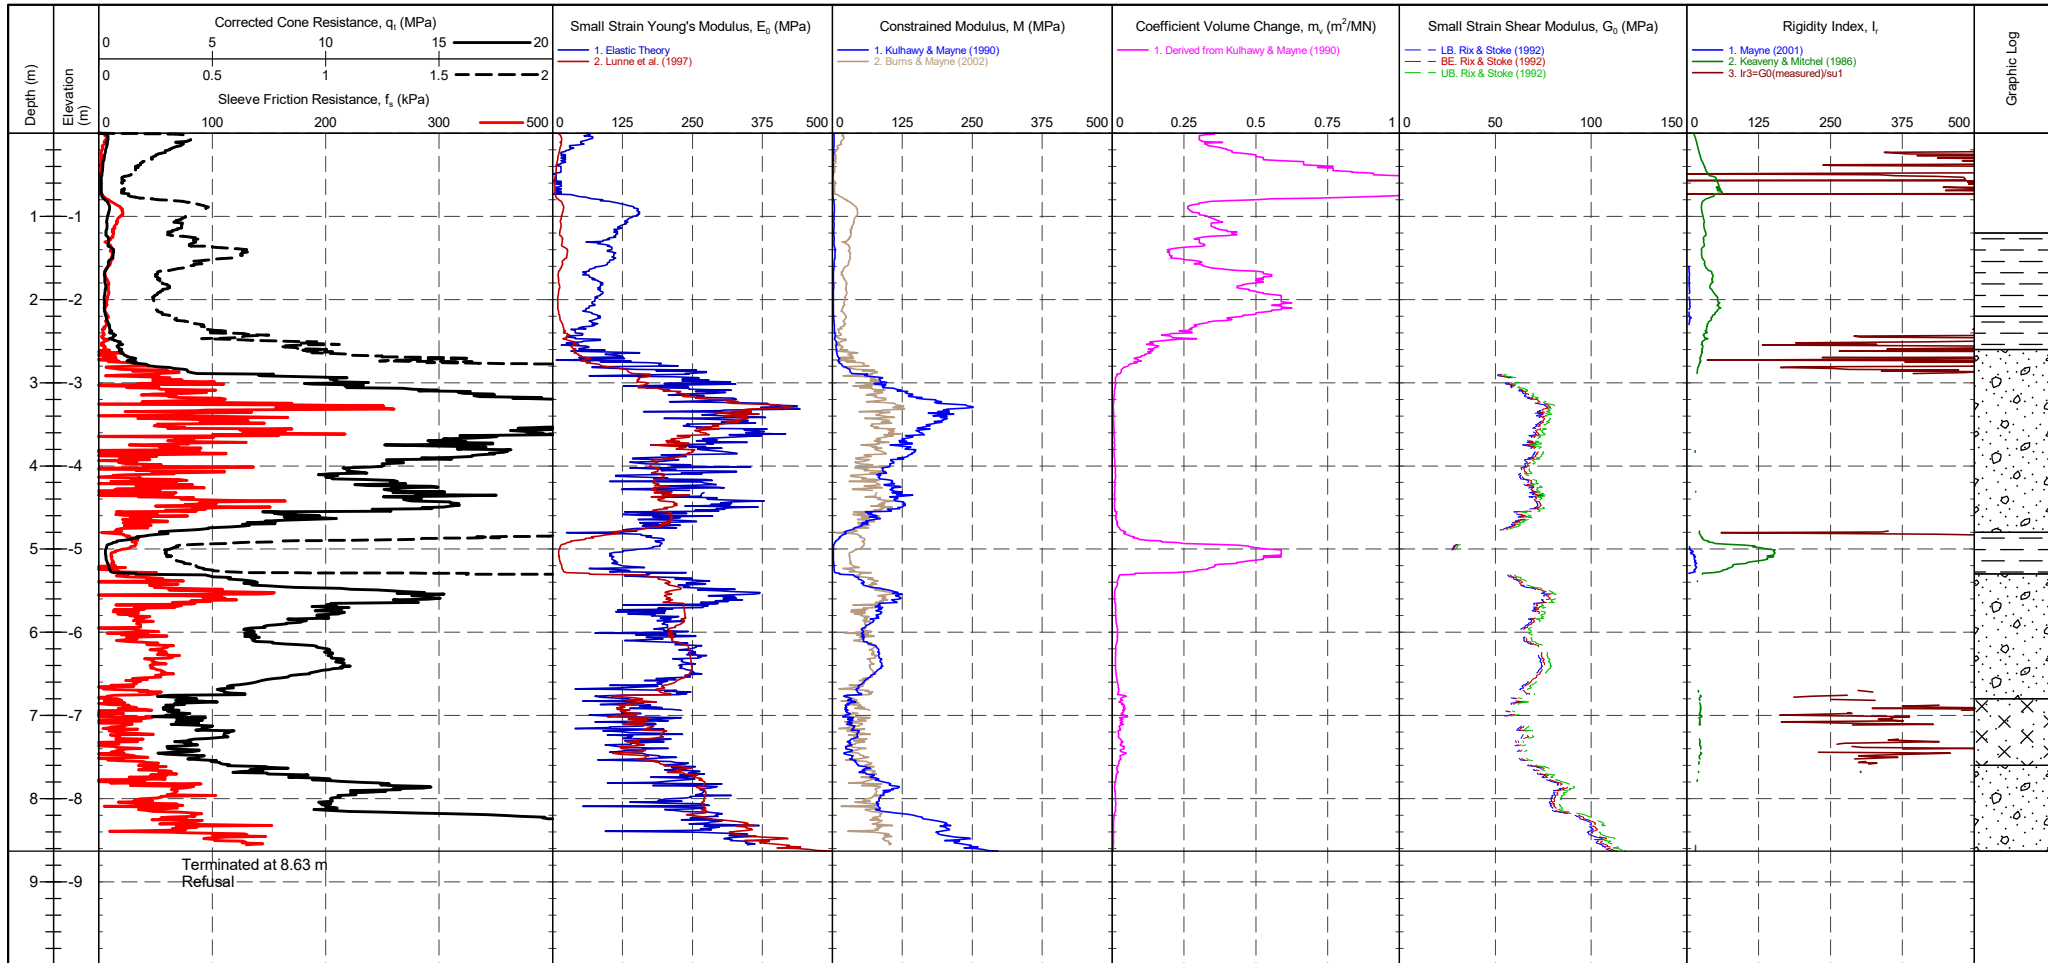 Corrected Cone Resistance, qt (MPa)
0 5 10 15 20
0 0.5 1 1.5 2
Sleeve Friction Resistance, fs (kPa)
0 100 200 300 500
Small Strain Young's Modulus, E0 (MPa)
1. Elastic Theory
2. Lunne et al. (1997)
0 125 250 375 500
Constrained Modulus, M (MPa)
1. Kulhawy & Mayne (1990)
2. Burns & Mayne (2002)
0 125 250 500
Coefficient Volume Change, mv (m²/MN)
1. Derived from Kulhawy & Mayne (1990)
0 0.25 0.5 0.75 1
Small Strain Shear Modulus, G0 (MPa)
LB. Rix & Stoke (1992)
BE. Rix & Stoke (1992)
UB. Rix & Stoke (1992)
0 50 100 150
Rigidity Index, Ir
1. Mayne (2001)
2. Keaveny & Mitchel (1986)
3. Ir3=G0(measured)/su1
0 125 250 375 500
Graphic Log
Depth (m)
Elevation
(m)
1 -1
2 -2
3 -3
4 -4
5 -5
6 -6
7 -7
8 -8
9 -9
Terminated at 8.63 m
Refusal